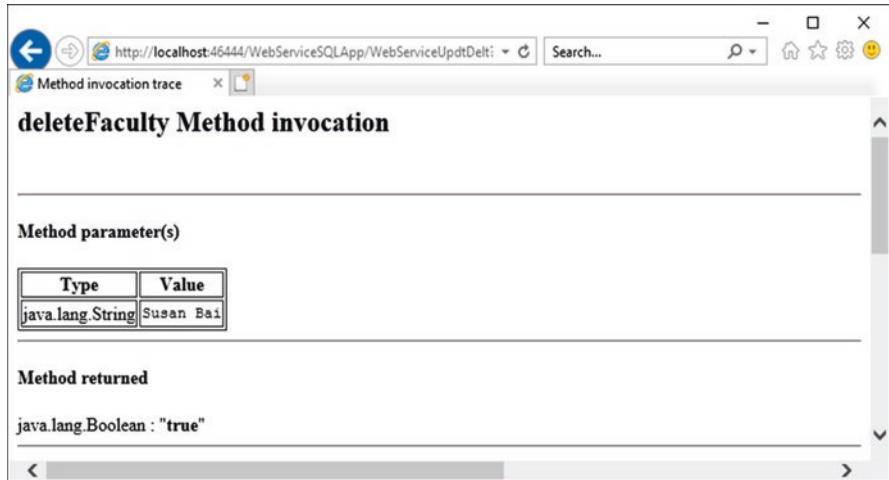 http://localhost:46444/WebServiceSQLApp/WebServiceUpdtDelt
Search...
Method invocation trace
deleteFaculty Method invocation
Method parameter(s)
Type Value
java.lang.String Susan Bai
Method returned
java.lang.Boolean : "true"